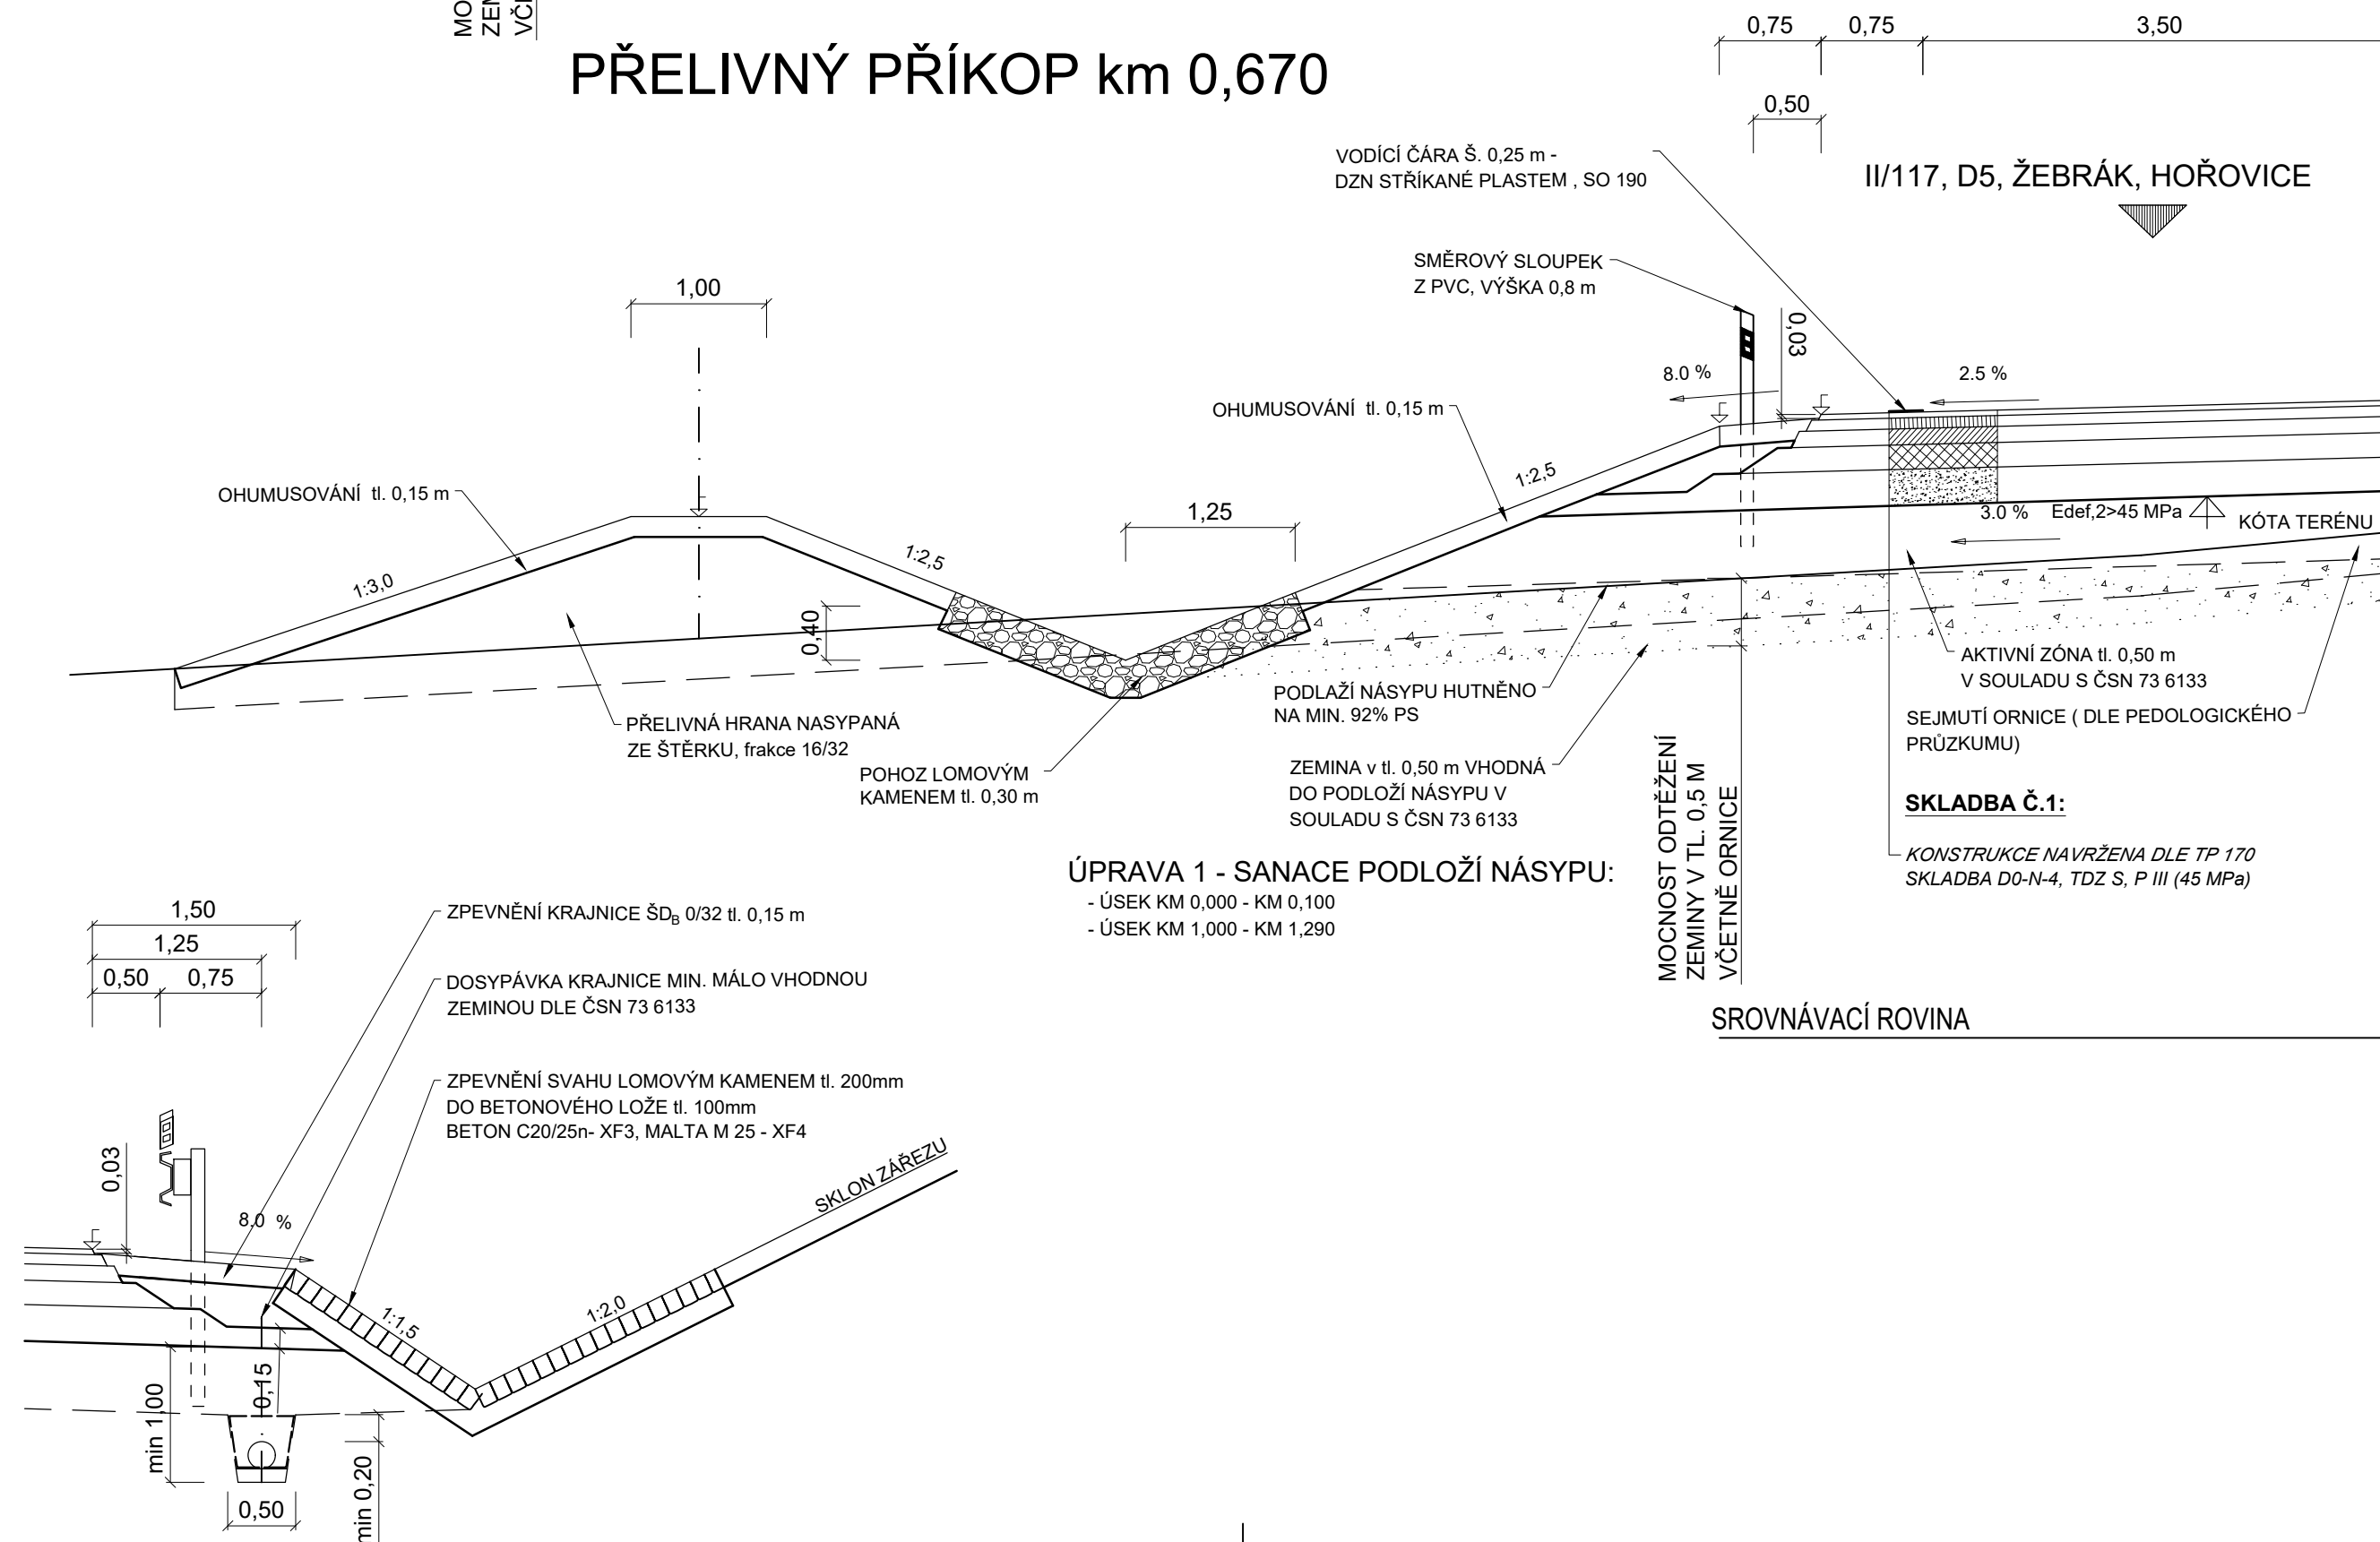 MO
ZEM
VČE
PŘELIVNÝ PŘÍKOP km 0,670
0,75
0,75
3,50
0,50
VODÍCÍ ČÁRA Š. 0,25 m -
DZN STŘÍKANÉ PLASTEM , SO 190
II/117, D5, ŽEBRÁK, HOŘOVICE
SMĚROVÝ SLOUPEK
Z PVC, VÝŠKA 0,8 m
1,00
0,03
8.0 %
2.5 %
OHUMUSOVÁNÍ tl. 0,15 m
OHUMUSOVÁNÍ tl. 0,15 m
1:2,5
1,25
3.0 %
Edef,2>45 MPa
KÓTA TERÉNU
1:3,0
1:2,5
0,40
PŘELIVNÁ HRANA NASYPANÁ
ZE ŠTĚRKU, frakce 16/32
POHOZ LOMOVÝM
KAMENEM tl. 0,30 m
PODLAŽÍ NÁSYPU HUTNĚNO
NA MIN. 92% PS
ZEMINA v tl. 0,50 m VHODNÁ
DO PODLOŽÍ NÁSYPU V
SOULADU S ČSN 73 6133
AKTIVNÍ ZÓNA tl. 0,50 m
V SOULADU S ČSN 73 6133
SEJMUTÍ ORNICE ( DLE PEDOLOGICKÉHO
PRŮZKUMU)
MOCNOST ODTĚŽENÍ
ZEMINY V TL. 0,5 M
VČETNĚ ORNICE
SKLADBA Č.1:
KONSTRUKCE NAVRŽENA DLE TP 170
SKLADBA D0-N-4, TDZ S, P III (45 MPa)
ÚPRAVA 1 - SANACE PODLOŽÍ NÁSYPU:
- ÚSEK KM 0,000 - KM 0,100
- ÚSEK KM 1,000 - KM 1,290
SROVNÁVACÍ ROVINA
1,50
1,25
0,50
0,75
ZPEVNĚNÍ KRAJNICE ŠDB 0/32 tl. 0,15 m
DOSYPÁVKA KRAJNICE MIN. MÁLO VHODNOU
ZEMINOU DLE ČSN 73 6133
ZPEVNĚNÍ SVAHU LOMOVÝM KAMENEM tl. 200mm
DO BETONOVÉHO LOŽE tl. 100mm
BETON C20/25n- XF3, MALTA M 25 - XF4
0,03
8.0 %
SKLON ZÁŘEZU
1:1,5
1:2,0
0,15
min 1,00
min 0,20
0,50